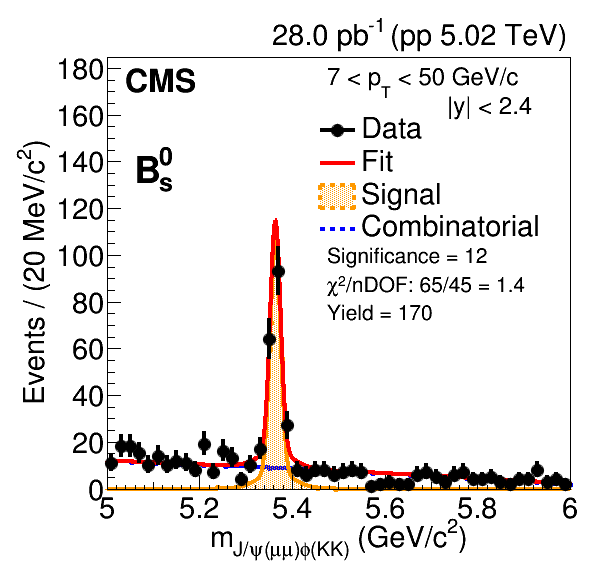 28.0 pb⁻¹ (pp 5.02 TeV)
CMS
B⁰ₛ
7 < p_T < 50 GeV/c
|y| < 2.4
Data
Fit
Signal
Combinatorial
Significance = 12
χ²/nDOF: 65/45 = 1.4
Yield = 170
Events / (20 MeV/c²)
180
160
140
120
100
80
60
40
20
0
5 5.2 5.4 5.6 5.8 6
m_J/ψ(μμ)φ(KK) (GeV/c²)